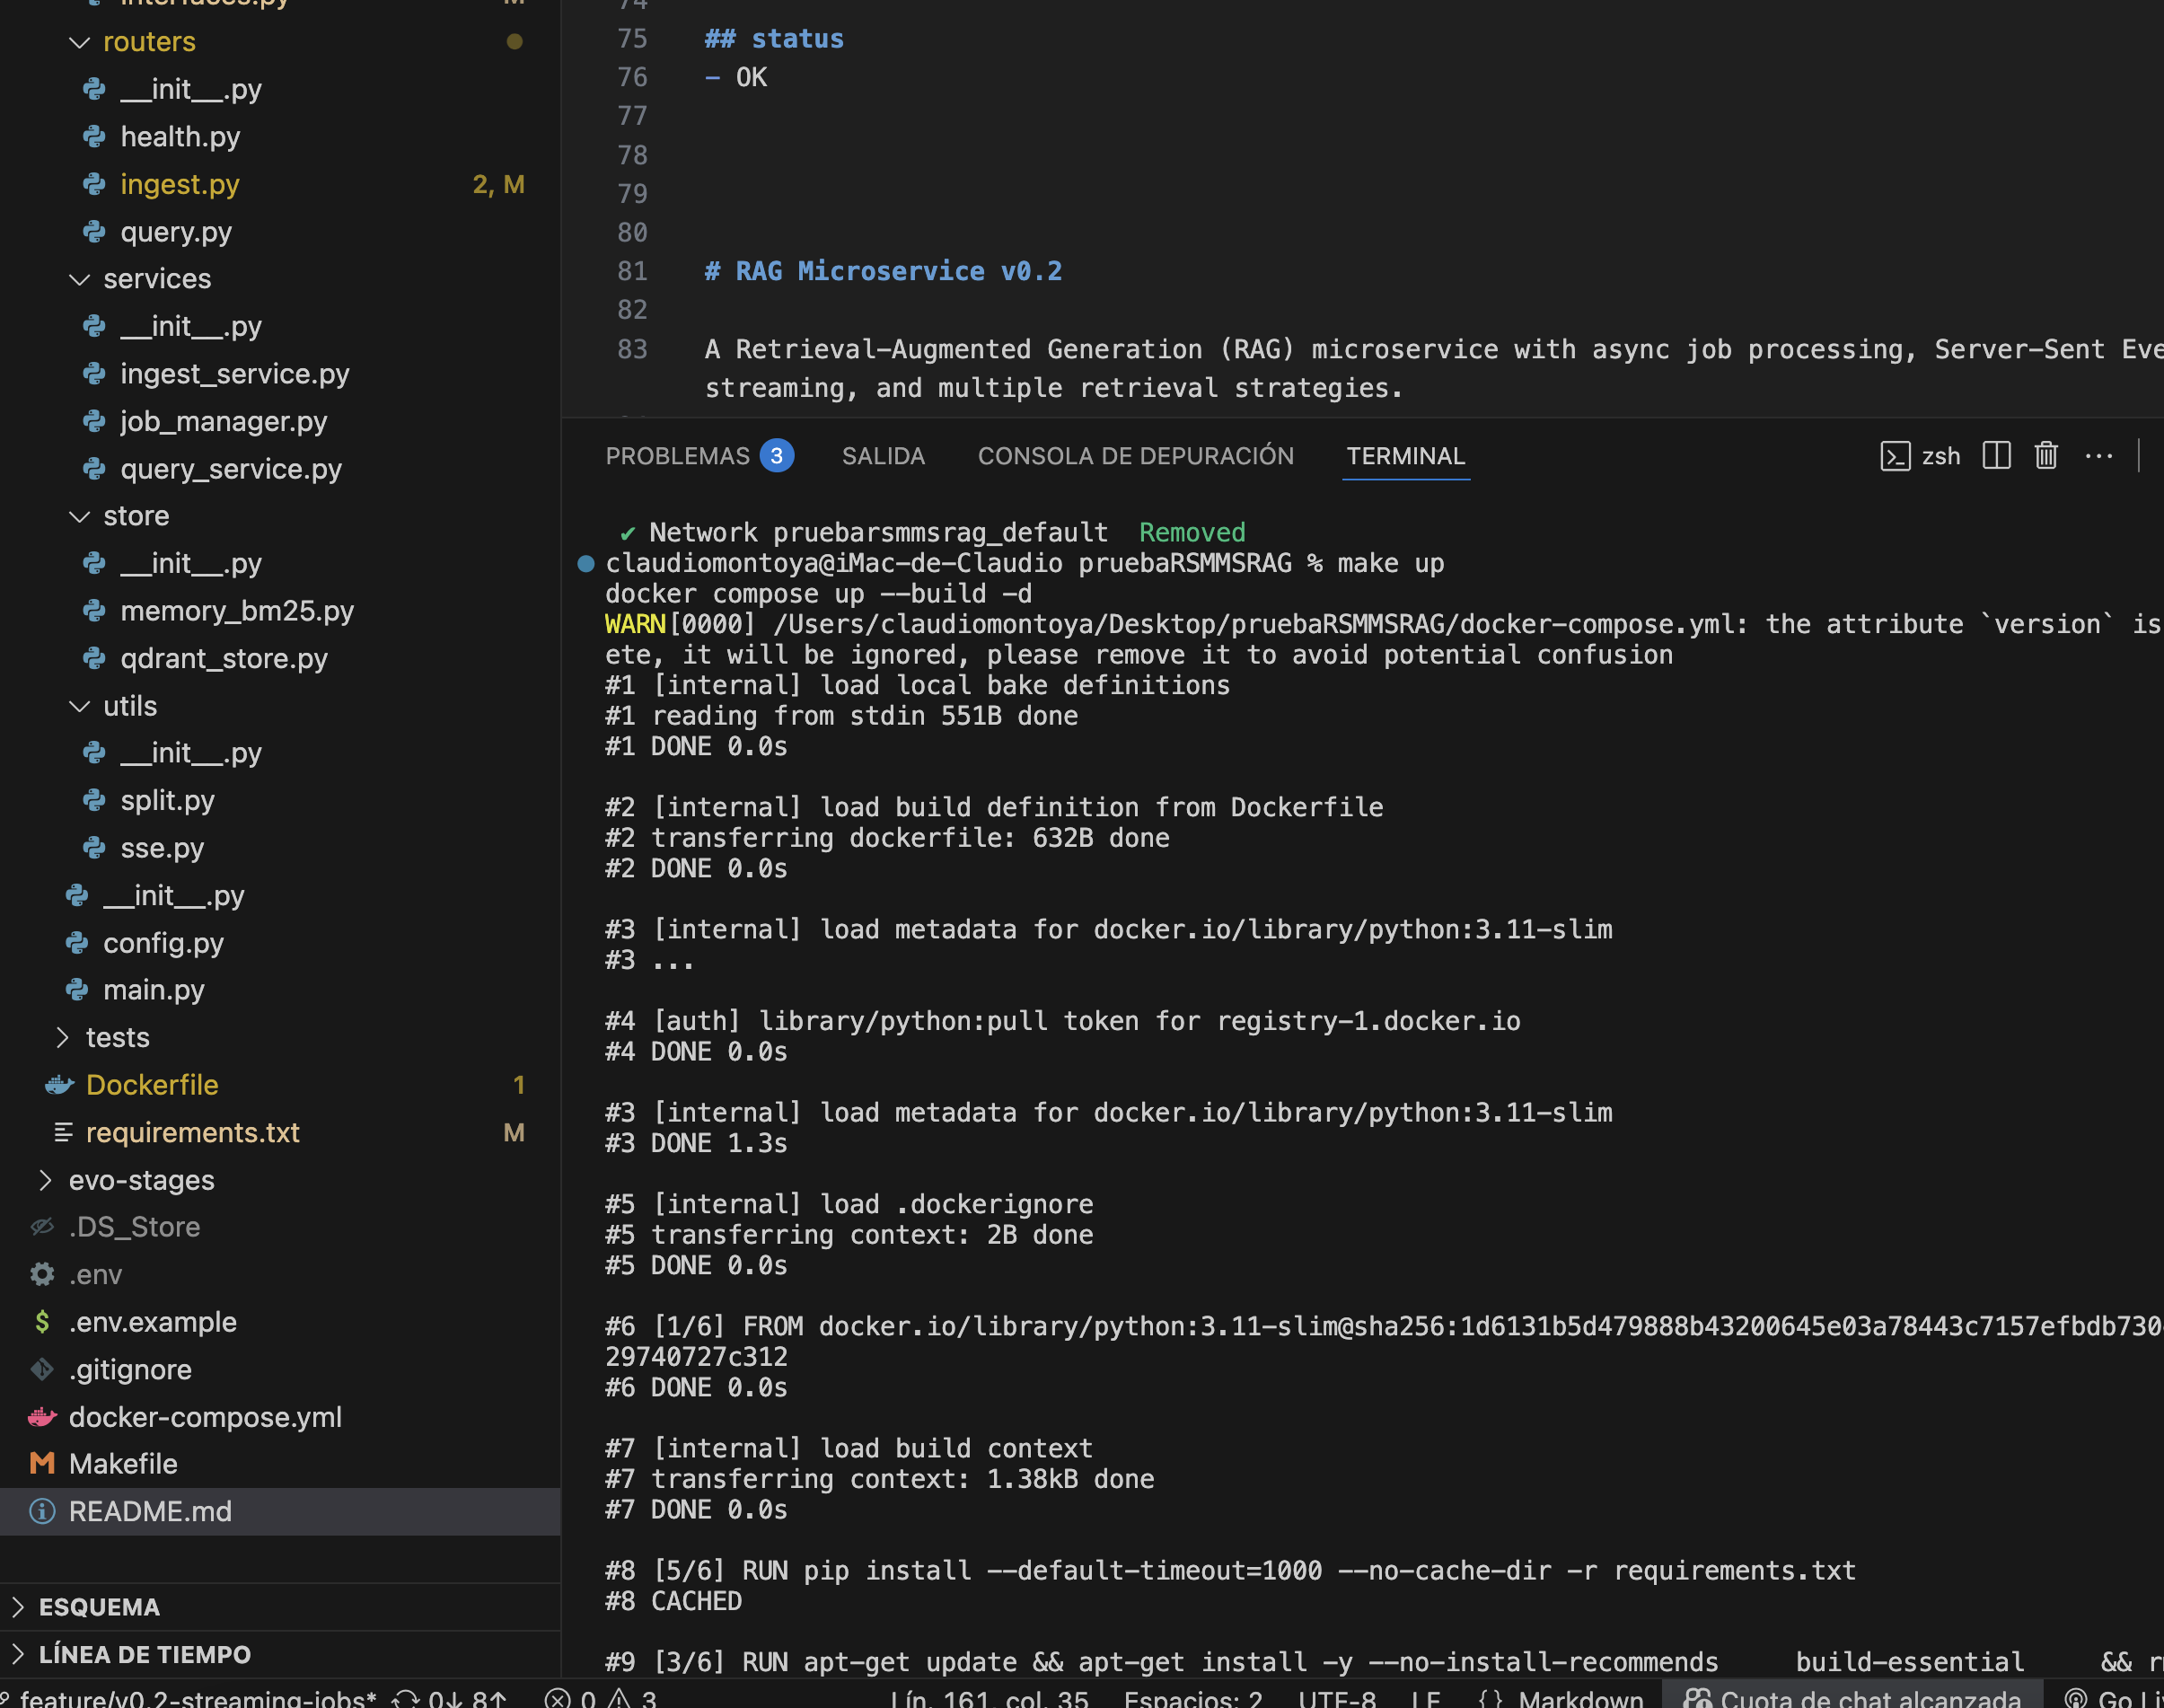 interfaces.py M
routers
__init__.py
health.py
ingest.py 2, M
query.py
services
__init__.py
ingest_service.py
job_manager.py
query_service.py
store
__init__.py
memory_bm25.py
qdrant_store.py
utils
__init__.py
split.py
sse.py
__init__.py
config.py
main.py
tests
Dockerfile 1
requirements.txt M
evo-stages
.DS_Store
.env
.env.example
.gitignore
docker-compose.yml
Makefile
README.md
ESQUEMA
LÍNEA DE TIEMPO
74
75 ## status
76 - OK
77
78
79
80
81 # RAG Microservice v0.2
82
83 A Retrieval-Augmented Generation (RAG) microservice with async job processing, Server-Sent Eve
streaming, and multiple retrieval strategies.
PROBLEMAS 3 SALIDA CONSOLA DE DEPURACIÓN TERMINAL zsh
✔ Network pruebarsmmsrag_default Removed
claudiomontoya@iMac-de-Claudio pruebaRSMMSRAG % make up
docker compose up --build -d
WARN[0000] /Users/claudiomontoya/Desktop/pruebaRSMMSRAG/docker-compose.yml: the attribute `version` is
ete, it will be ignored, please remove it to avoid potential confusion
#1 [internal] load local bake definitions
#1 reading from stdin 551B done
#1 DONE 0.0s
#2 [internal] load build definition from Dockerfile
#2 transferring dockerfile: 632B done
#2 DONE 0.0s
#3 [internal] load metadata for docker.io/library/python:3.11-slim
#3 ...
#4 [auth] library/python:pull token for registry-1.docker.io
#4 DONE 0.0s
#3 [internal] load metadata for docker.io/library/python:3.11-slim
#3 DONE 1.3s
#5 [internal] load .dockerignore
#5 transferring context: 2B done
#5 DONE 0.0s
#6 [1/6] FROM docker.io/library/python:3.11-slim@sha256:1d6131b5d479888b43200645e03a78443c7157efbdb730
29740727c312
#6 DONE 0.0s
#7 [internal] load build context
#7 transferring context: 1.38kB done
#7 DONE 0.0s
#8 [5/6] RUN pip install --default-timeout=1000 --no-cache-dir -r requirements.txt
#8 CACHED
#9 [3/6] RUN apt-get update && apt-get install -y --no-install-recommends build-essential && r
feature/v0.2-streaming-jobs* 0↓ 8↑ 0 3 Lín. 161, col. 35 Espacios: 2 UTF-8 LF {} Markdown Cuota de chat alcanzada Go Li